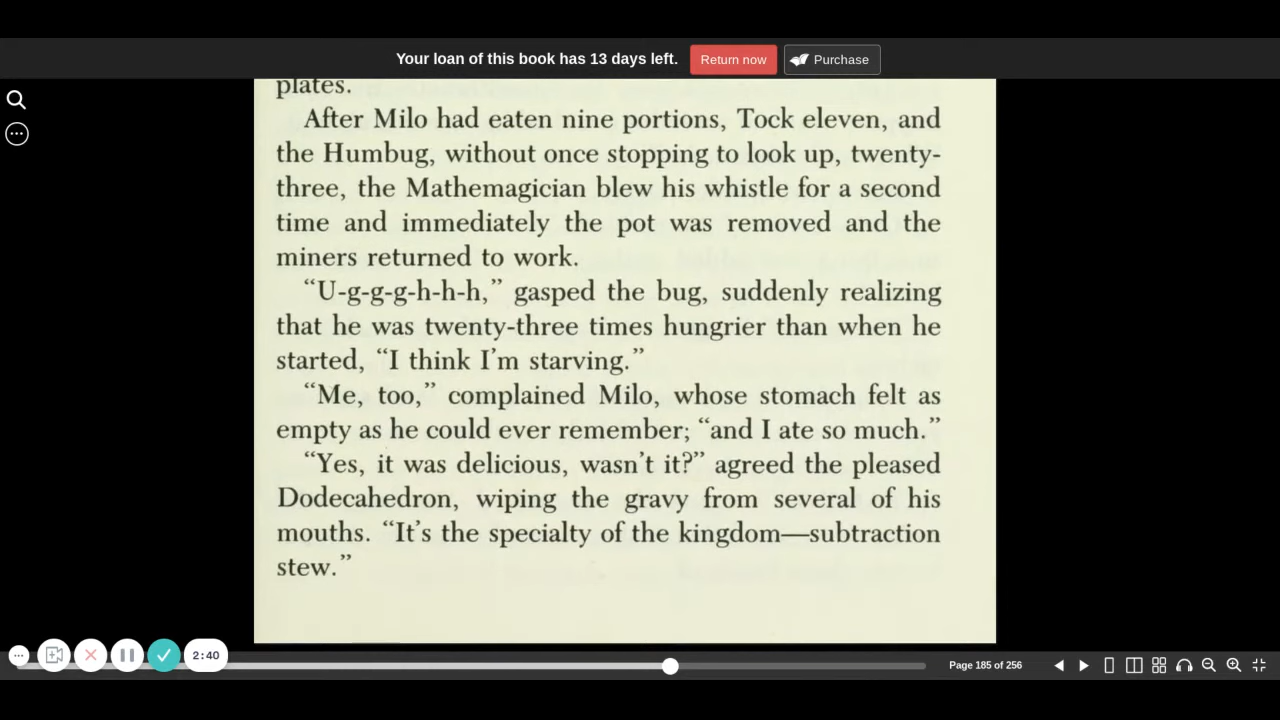 Your loan of this book has 13 days left.
Return now
Purchase
plates.
After Milo had eaten nine portions, Tock eleven, and
the Humbug, without once stopping to look up, twenty-
three, the Mathemagician blew his whistle for a second
time and immediately the pot was removed and the
miners returned to work.
“U-g-g-g-h-h-h,” gasped the bug, suddenly realizing
that he was twenty-three times hungrier than when he
started, “I think I’m starving.”
“Me, too,” complained Milo, whose stomach felt as
empty as he could ever remember; “and I ate so much.”
“Yes, it was delicious, wasn’t it?” agreed the pleased
Dodecahedron, wiping the gravy from several of his
mouths. “It’s the specialty of the kingdom—subtraction
stew.”
2:40
Page 185 of 256